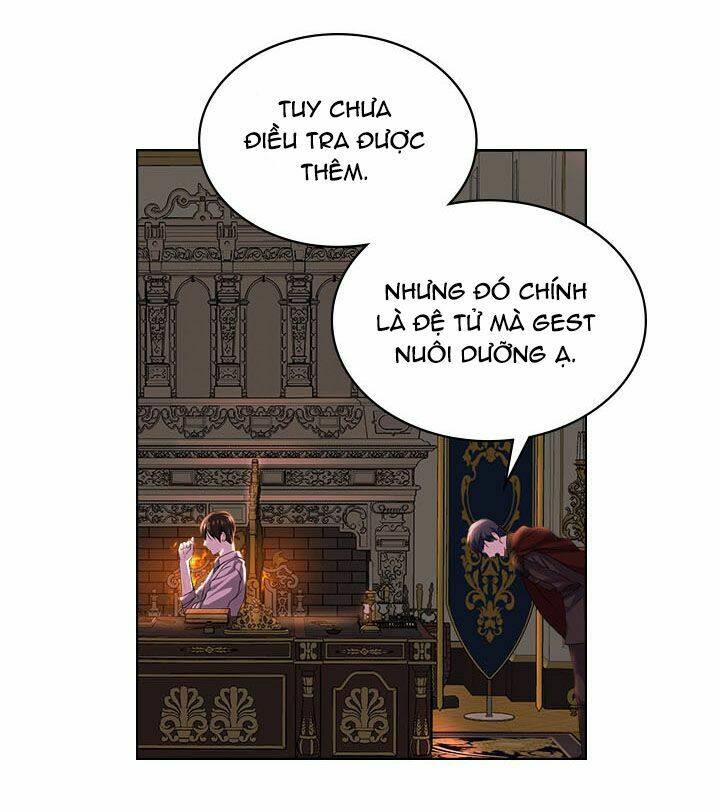 TUY CHƯA
ĐIỀU TRA ĐƯỢC
THÊM.
NHƯNG ĐÓ CHÍNH
LÀ ĐỆ TỬ MÀ GEST
NUÔI DƯỠNG Ạ.